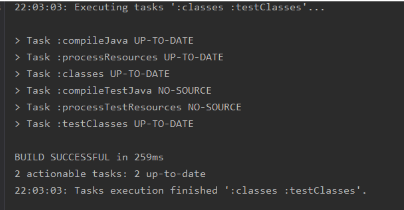 22:03:03: Executing tasks ':classes :testClasses'...
> Task :compileJava UP-TO-DATE
> Task :processResources UP-TO-DATE
> Task :classes UP-TO-DATE
> Task :compileTestJava NO-SOURCE
> Task :processTestResources NO-SOURCE
> Task :testClasses UP-TO-DATE
BUILD SUCCESSFUL in 259ms
2 actionable tasks: 2 up-to-date
22:03:03: Tasks execution finished ':classes :testClasses'.